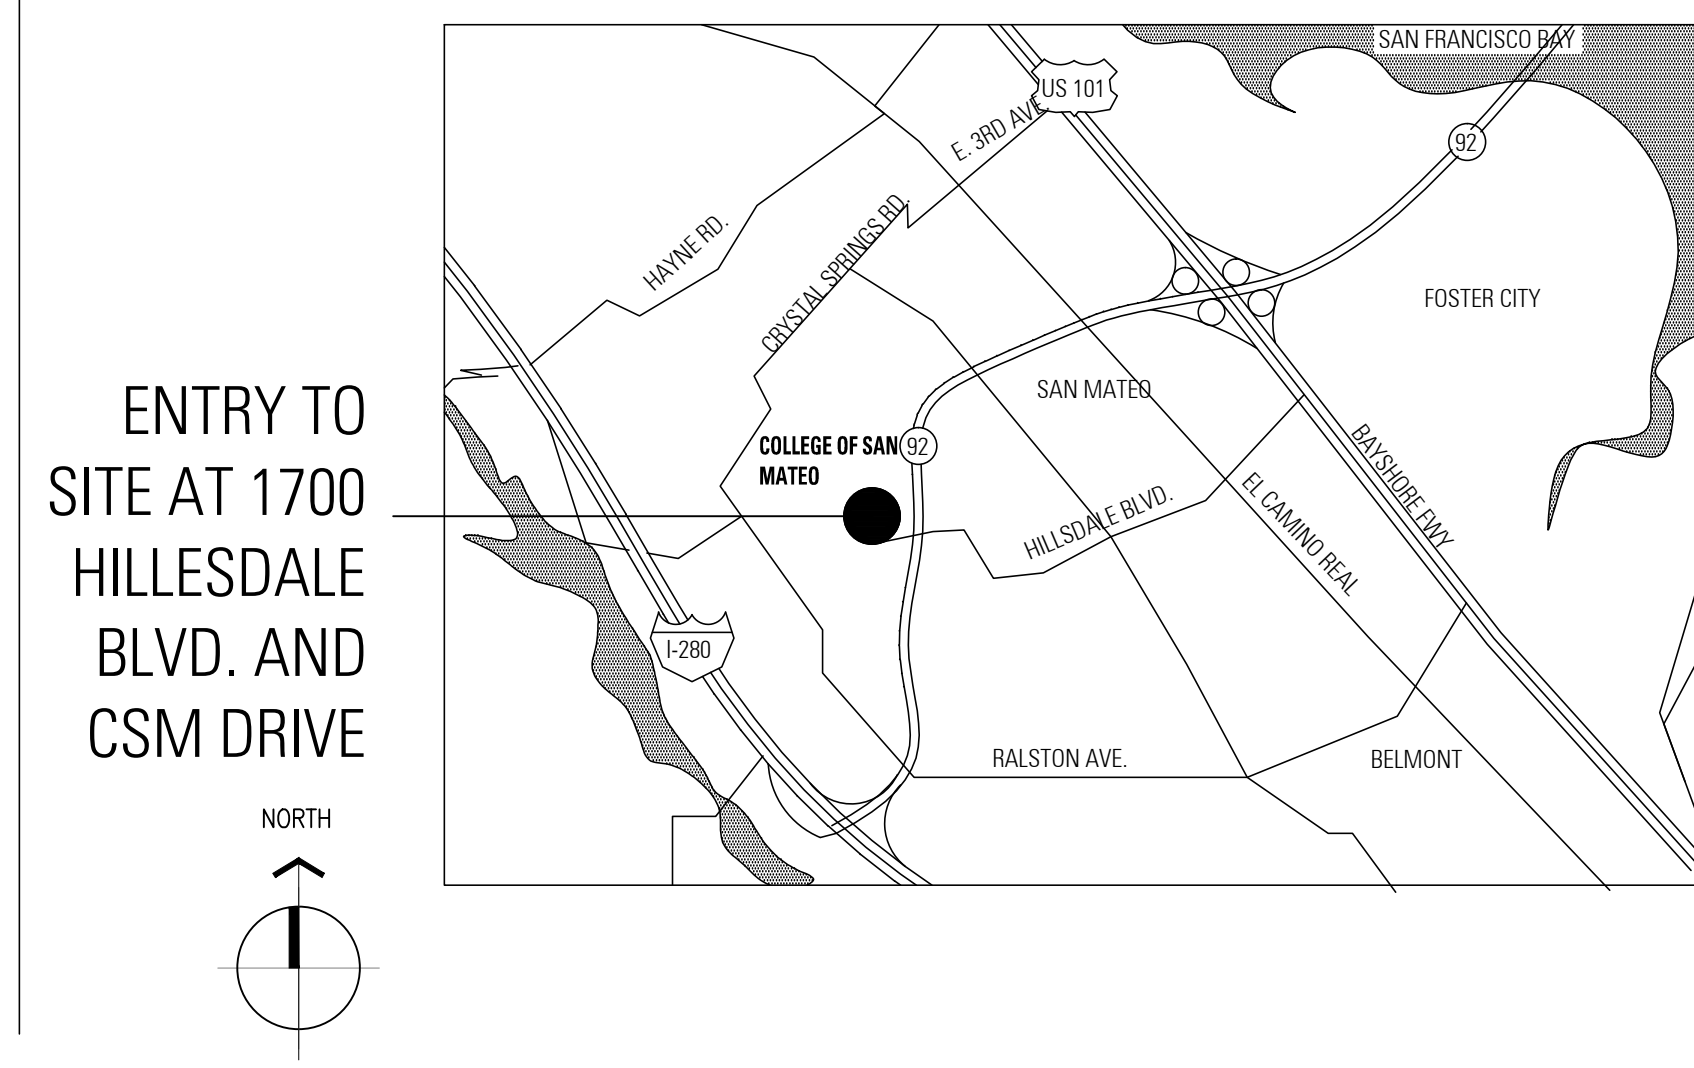 SAN FRANCISCO BAY
US 101
E. 3RD AVE
92
HAYNE RD.
CRYSTAL SPRINGS RD.
FOSTER CITY
SAN MATEO
COLLEGE OF SAN
MATEO
92
BAYSHORE FWY
EL CAMINO REAL
HILLSDALE BLVD.
I-280
RALSTON AVE.
BELMONT
ENTRY TO
SITE AT 1700
HILLESDALE
BLVD. AND
CSM DRIVE
NORTH